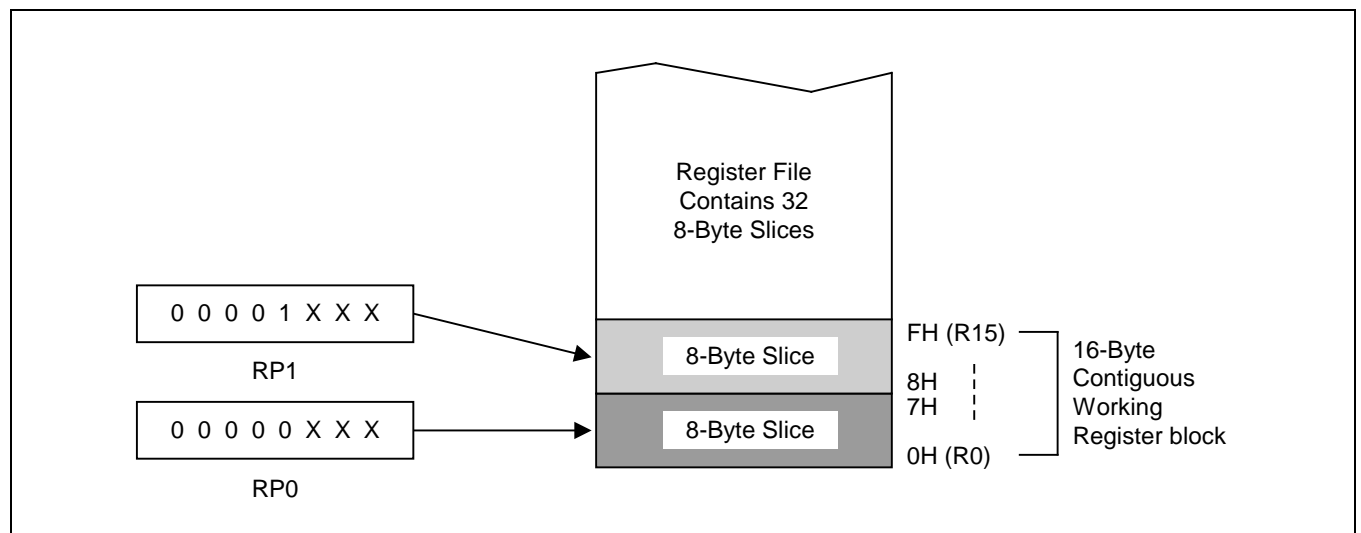 Register File
Contains 32
8-Byte Slices
0 0 0 0 1 X X X
RP1
0 0 0 0 0 X X X
RP0
8-Byte Slice
8-Byte Slice
FH (R15)
8H
7H
0H (R0)
16-Byte
Contiguous
Working
Register block